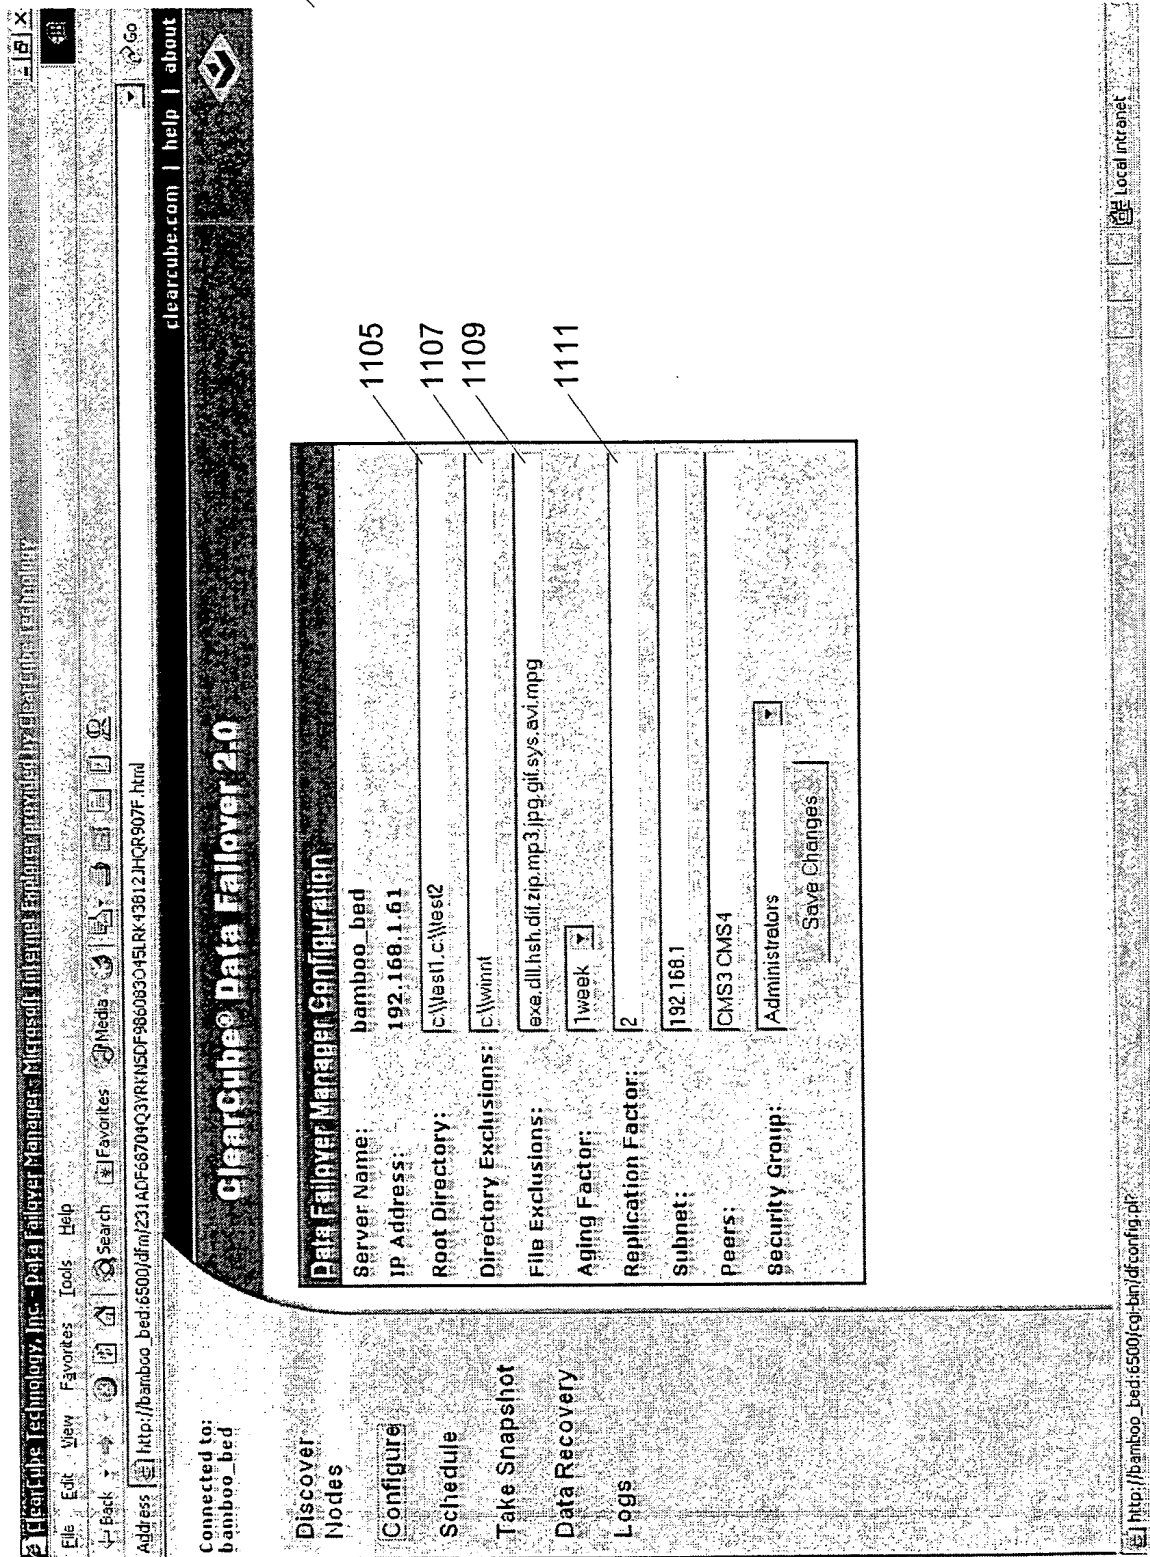 ClearCube Technology, Inc. - Data Failover Manager - Microsoft Internet Explorer provided by ClearCube Technology
File Edit View Favorites Tools Help
Back Search Favorites Media
Address http://bamboo_bed:6500/dfm/
Go
clearcube.com | help | about
Connected to:
bamboo_bed
ClearCube® Data Failover 2.0
Discover
Nodes
Configure
Schedule
Take Snapshot
Data Recovery
Logs
Data Failover Manager Configuration
Server Name: bamboo_bed
IP Address: 192.168.1.61
Root Directory: c:\\test1.c:\\test2 1105
Directory Exclusions: c:\\winnt 1107
File Exclusions: exe.dll.hsh.dif.zip.mp3.jpg.gif.sys.avi.mpg 1109
Aging Factor: 1week
Replication Factor: 2 1111
Subnet: 192.168.1
Peers: CMS3 CMS4
Security Group: Administrators
Save Changes
http://bamboo_bed:6500/cgi-bin/dfconfig.pl?
Local intranet